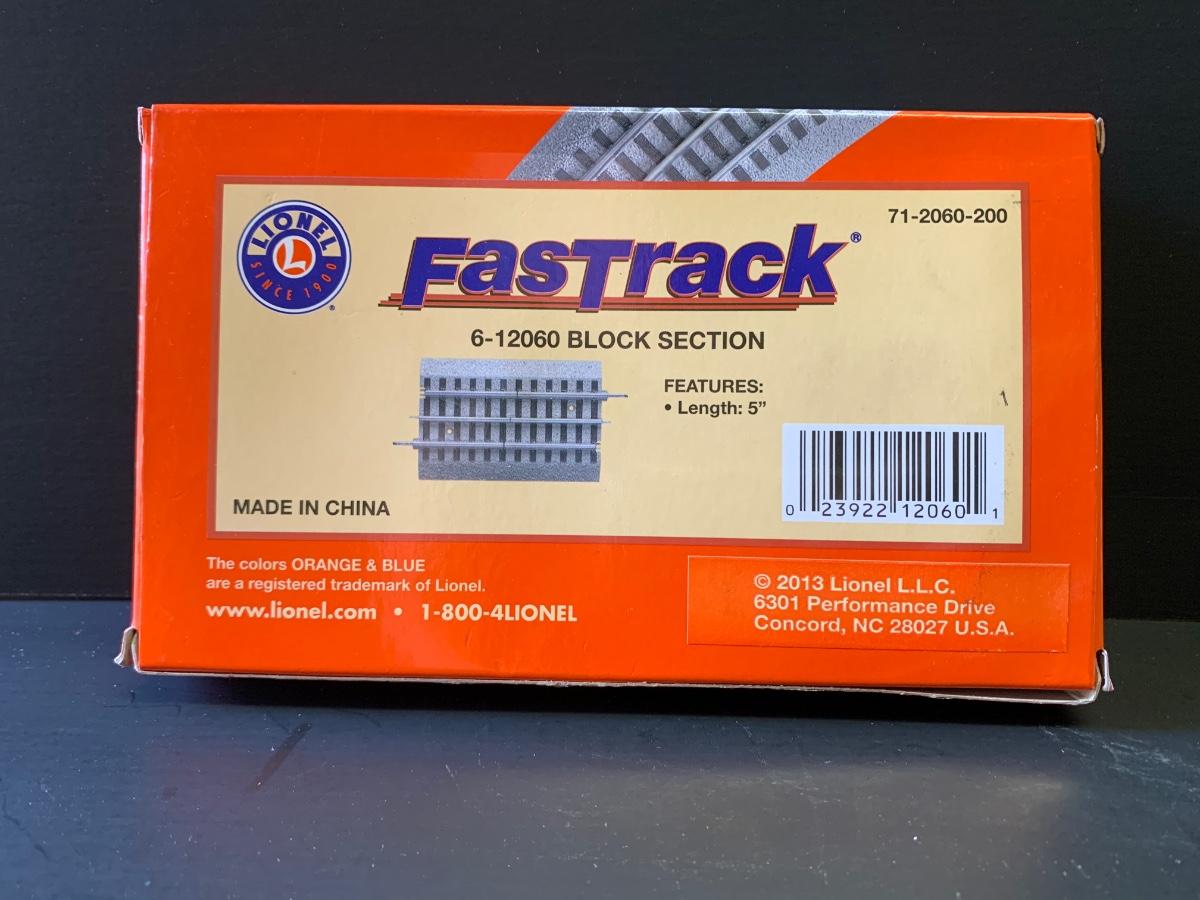 LIONEL
SINCE 1900
®
71-2060-200
FASTRACK®
6-12060 BLOCK SECTION
FEATURES:
• Length: 5”
0 23922 12060 1
MADE IN CHINA
The colors ORANGE & BLUE
are a registered trademark of Lionel.
www.lionel.com • 1-800-4LIONEL
© 2013 Lionel L.L.C.
6301 Performance Drive
Concord, NC 28027 U.S.A.